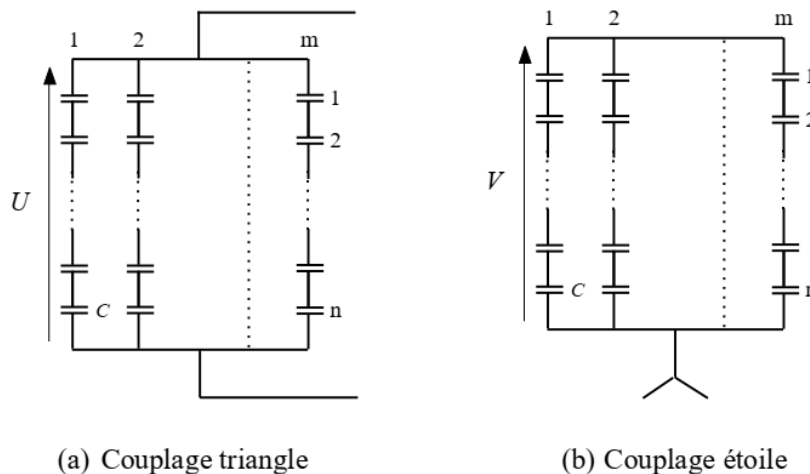 1 2 m
1
2
U
C n
(a) Couplage triangle
1 2 m
1
2
V
C n
(b) Couplage étoile